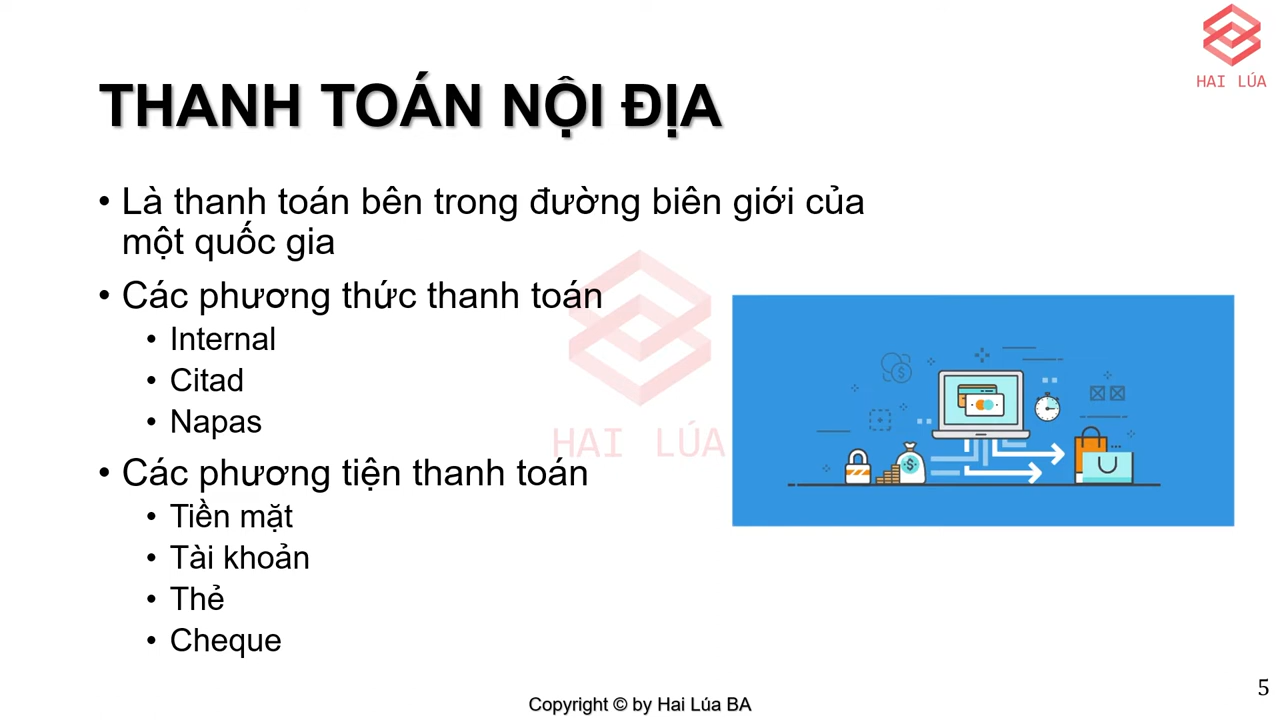 HAI LÚA
THANH TOÁN NỘI ĐỊA
• Là thanh toán bên trong đường biên giới của
một quốc gia
• Các phương thức thanh toán
• Internal
• Citad
• Napas
HAI LÚA
• Các phương tiện thanh toán
• Tiền mặt
• Tài khoản
• Thẻ
• Cheque
5
Copyright © by Hai Lúa BA